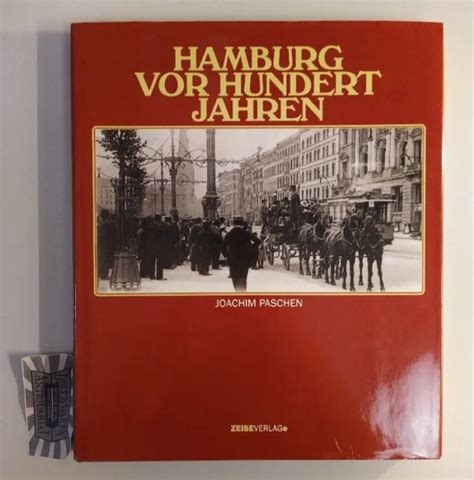 HAMBURG
VOR HUNDERT
JAHREN
JOACHIM PASCHEN
ZEISEVERLAG